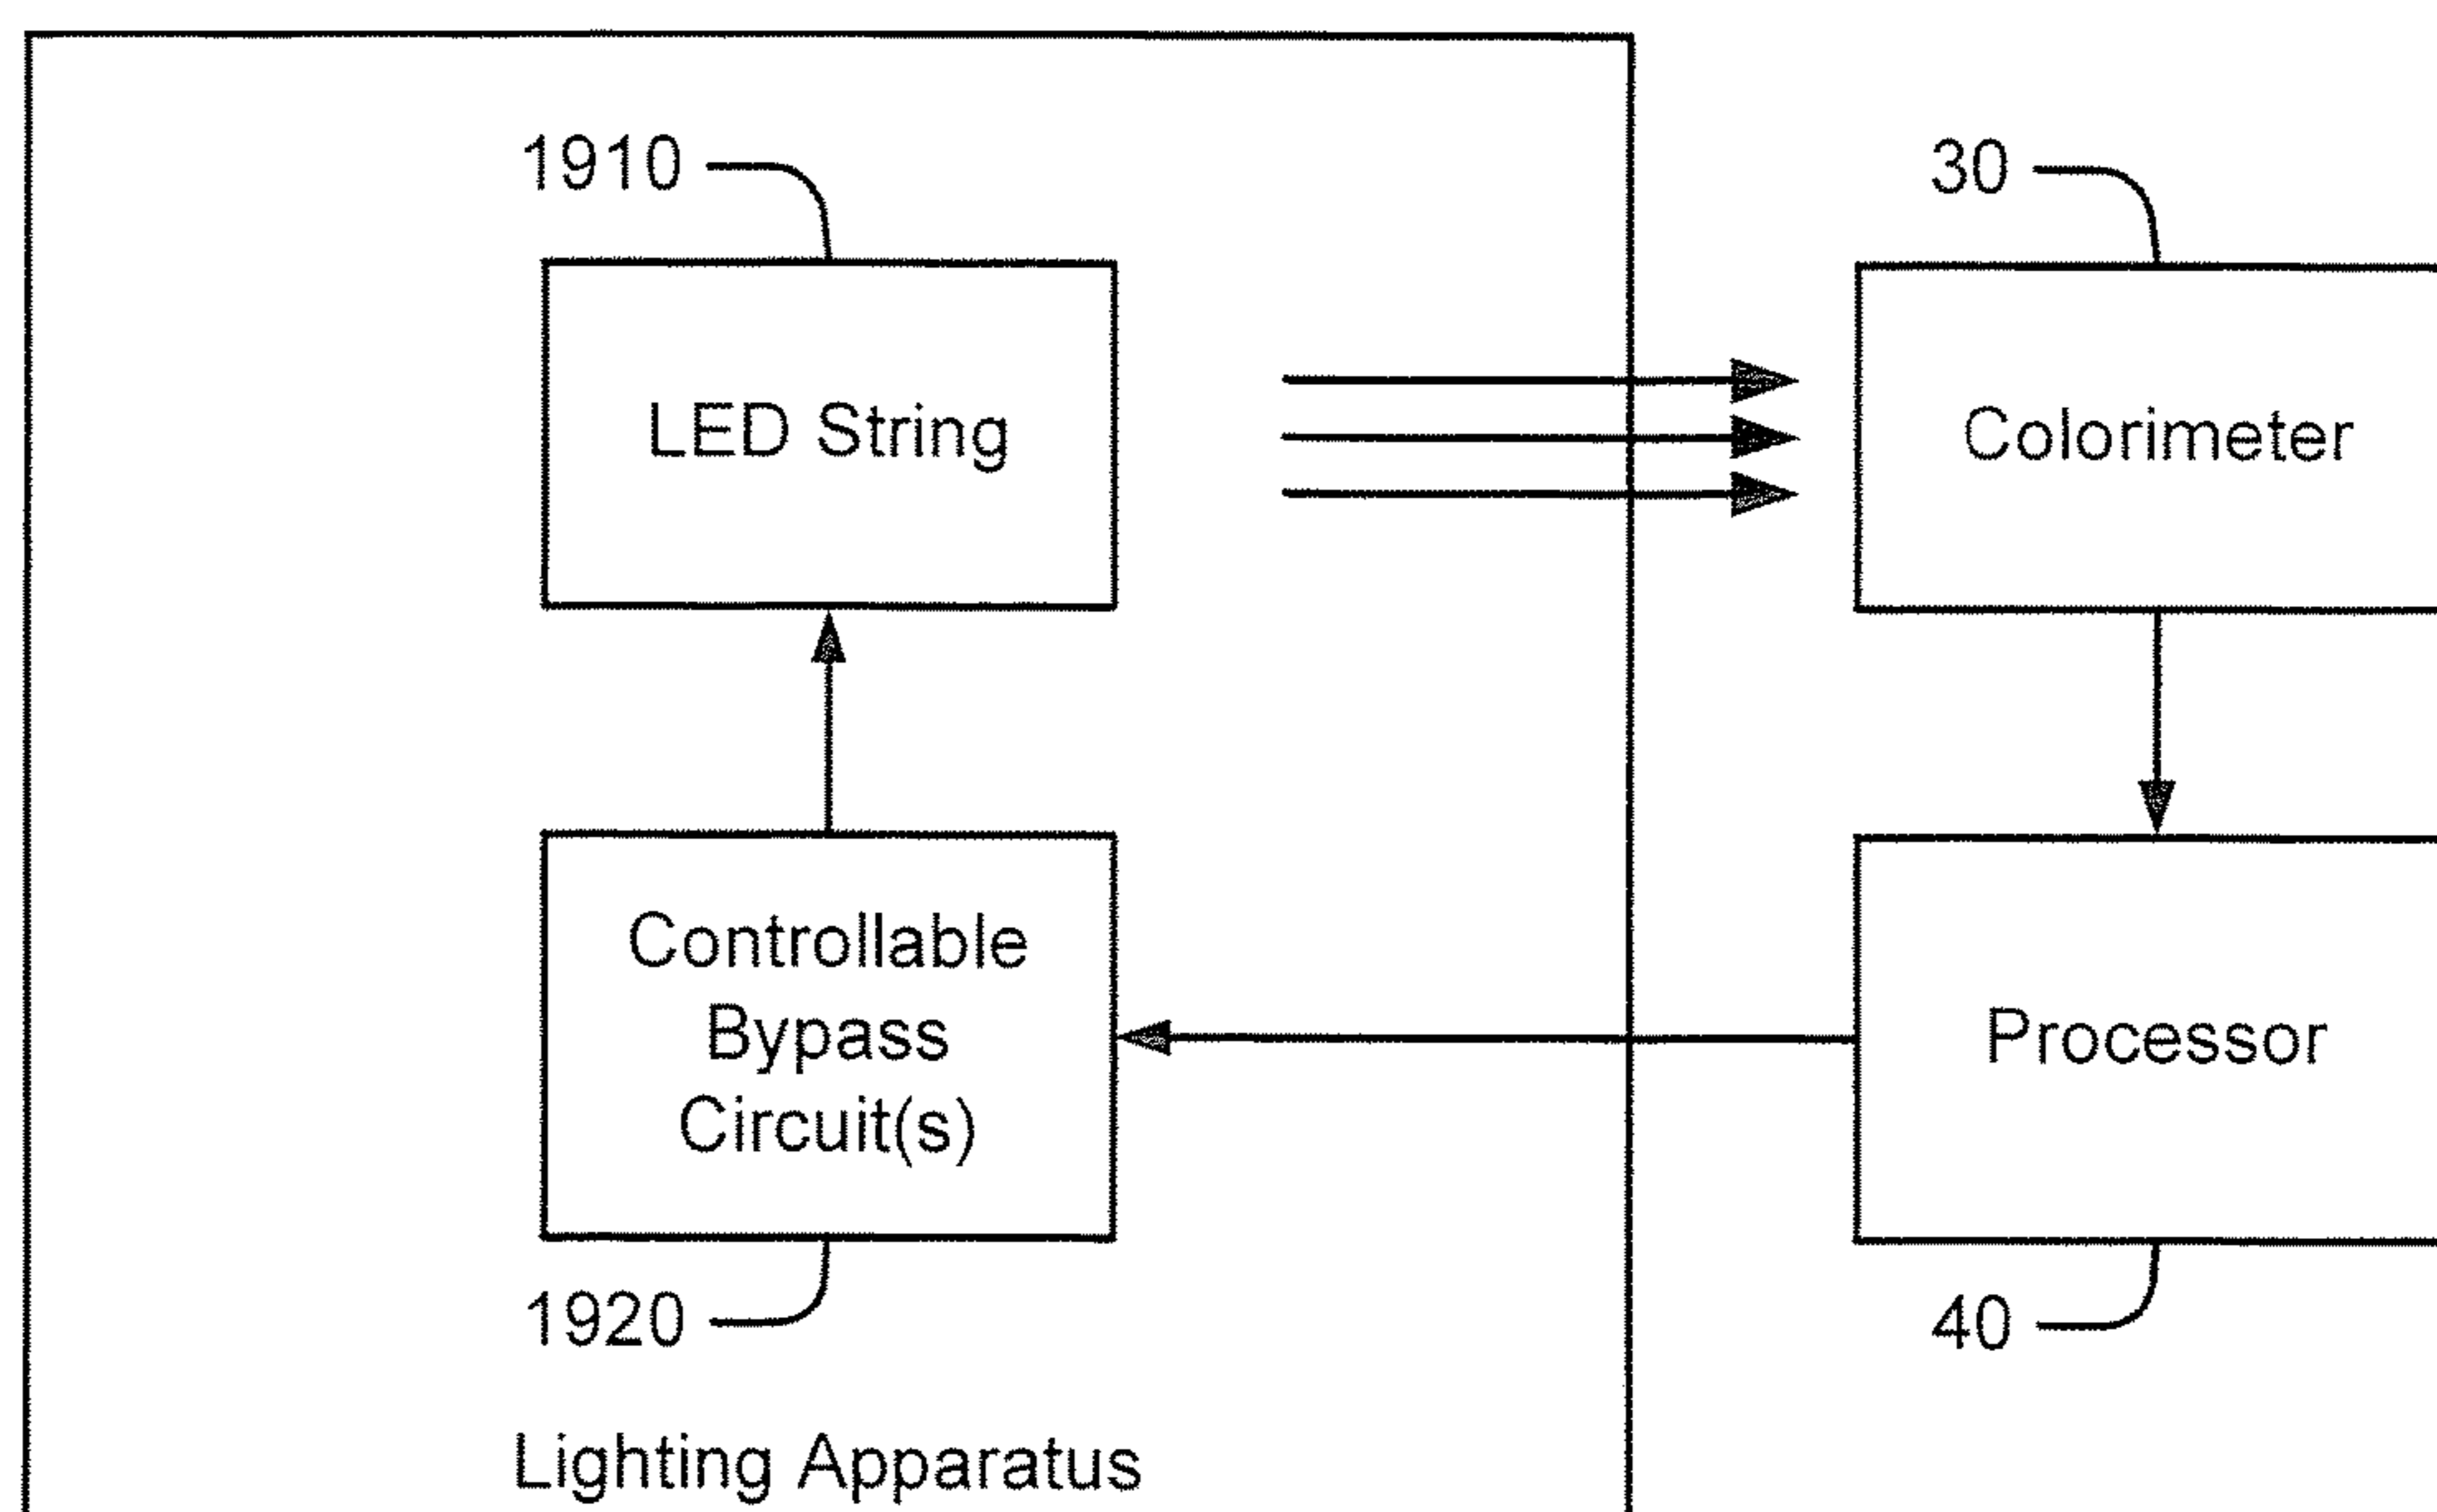 1910
30
LED String
Colorimeter
Controllable
Bypass
Circuit(s)
Processor
1920
40
Lighting Apparatus